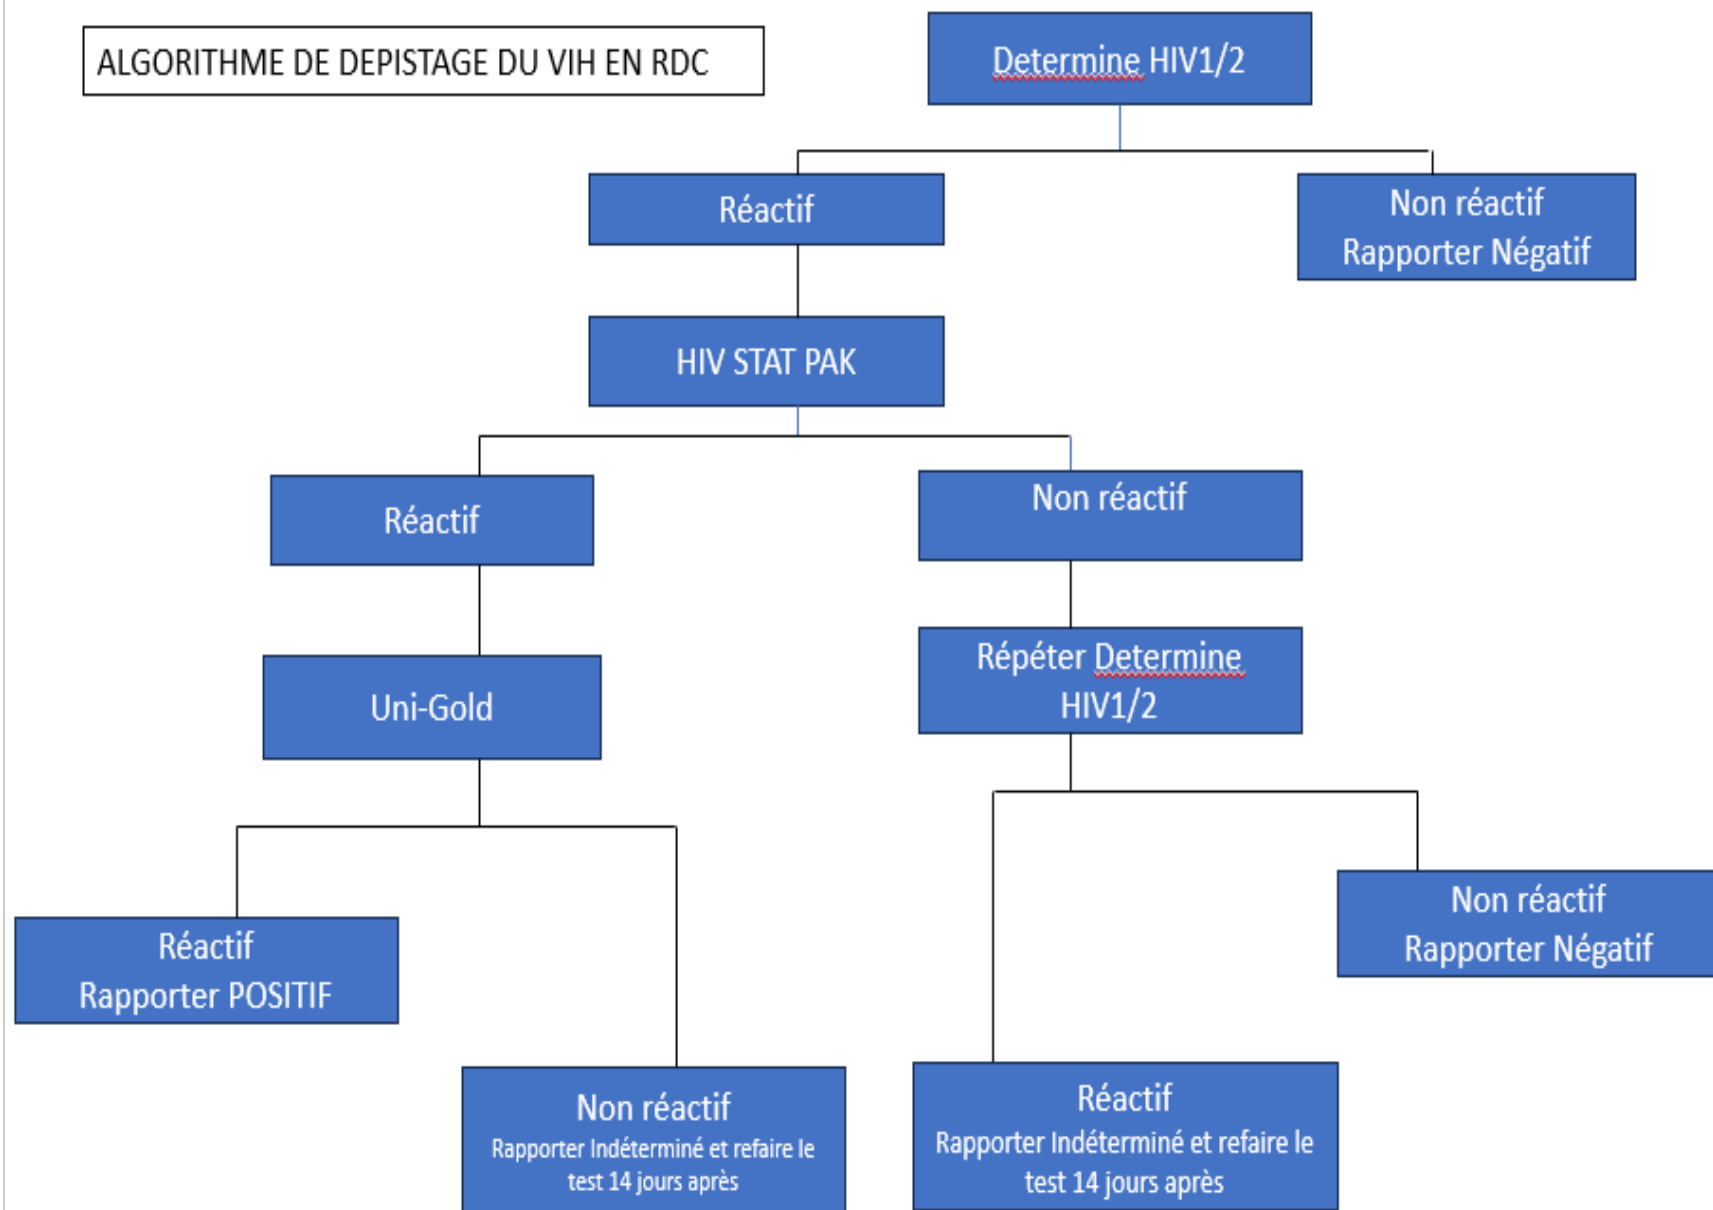 ALGORITHME DE DEPISTAGE DU VIH EN RDC
Determine HIV1/2
Réactif
Non réactif
Rapporter Négatif
HIV STAT PAK
Réactif
Non réactif
Uni-Gold
Répéter Determine
HIV1/2
Réactif
Rapporter POSITIF
Non réactif
Rapporter Indéterminé et refaire le
test 14 jours après
Réactif
Rapporter Indéterminé et refaire le
test 14 jours après
Non réactif
Rapporter Négatif